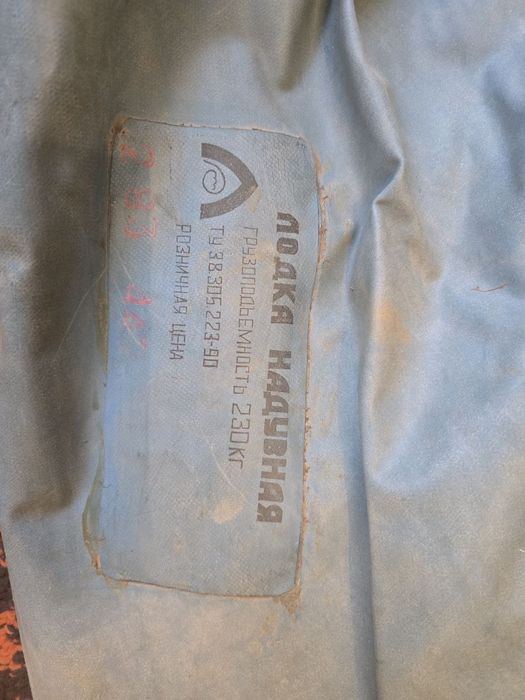 ЛОДКА НАДУВНАЯ
ГРУЗОПОДЪЕМНОСТЬ 230 КГ
ТУ 38.305 223-90
РОЗНИЧНАЯ ЦЕНА